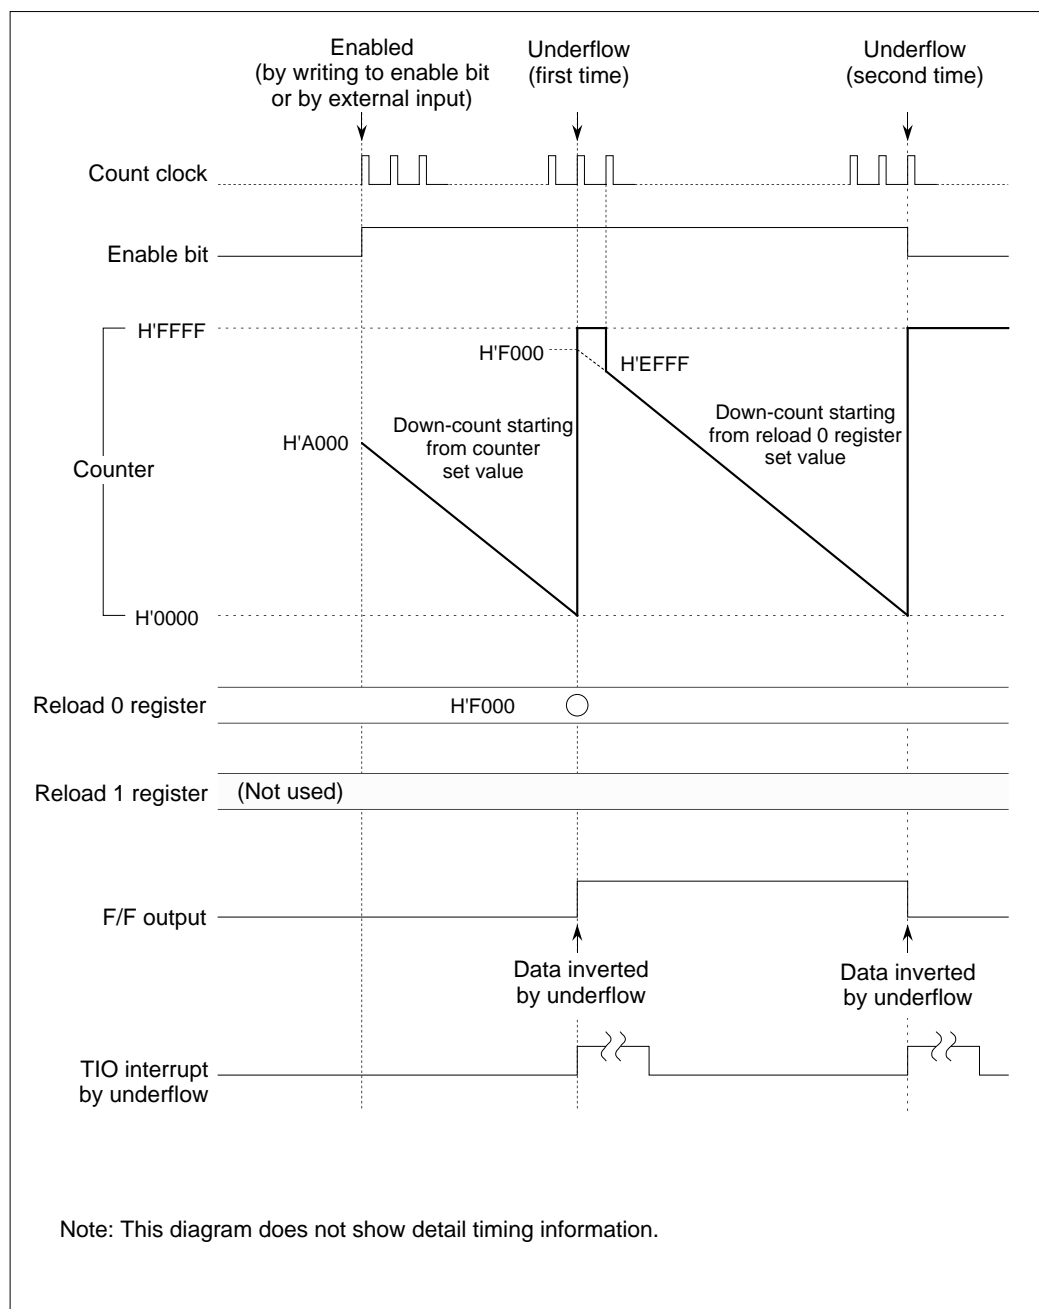 Enabled
(by writing to enable bit
or by external input)
Underflow
(first time)
Underflow
(second time)
Count clock
Enable bit
H'FFFF
H'F000
H'EFFF
Down-count starting
from counter
set value
Down-count starting
from reload 0 register
set value
H'A000
Counter
H'0000
Reload 0 register
H'F000
Reload 1 register
(Not used)
F/F output
Data inverted
by underflow
Data inverted
by underflow
TIO interrupt
by underflow
Note: This diagram does not show detail timing information.